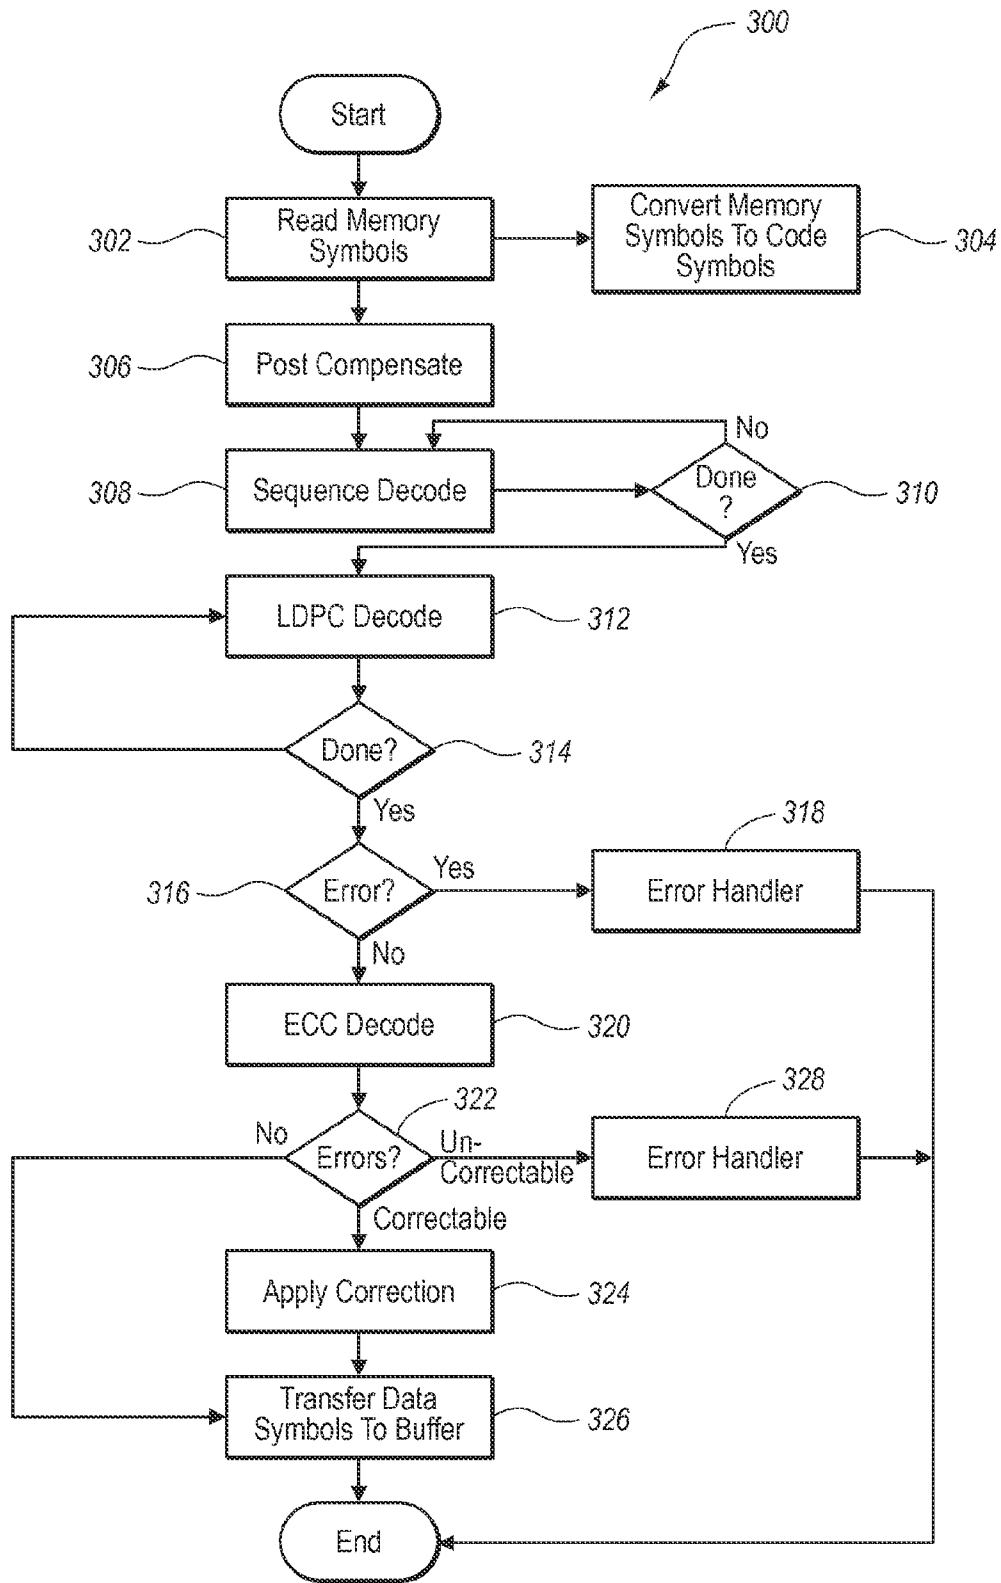 300
Start
302
Read Memory
Symbols
Convert Memory
Symbols To Code
Symbols
304
306
Post Compensate
No
308
Sequence Decode
Done
?
310
Yes
LDPC Decode
312
Done?
314
Yes
318
316
Error?
Yes
Error Handler
No
ECC Decode
320
322
328
No
Errors?
Un-
Correctable
Error Handler
Correctable
Apply Correction
324
Transfer Data
Symbols To Buffer
326
End